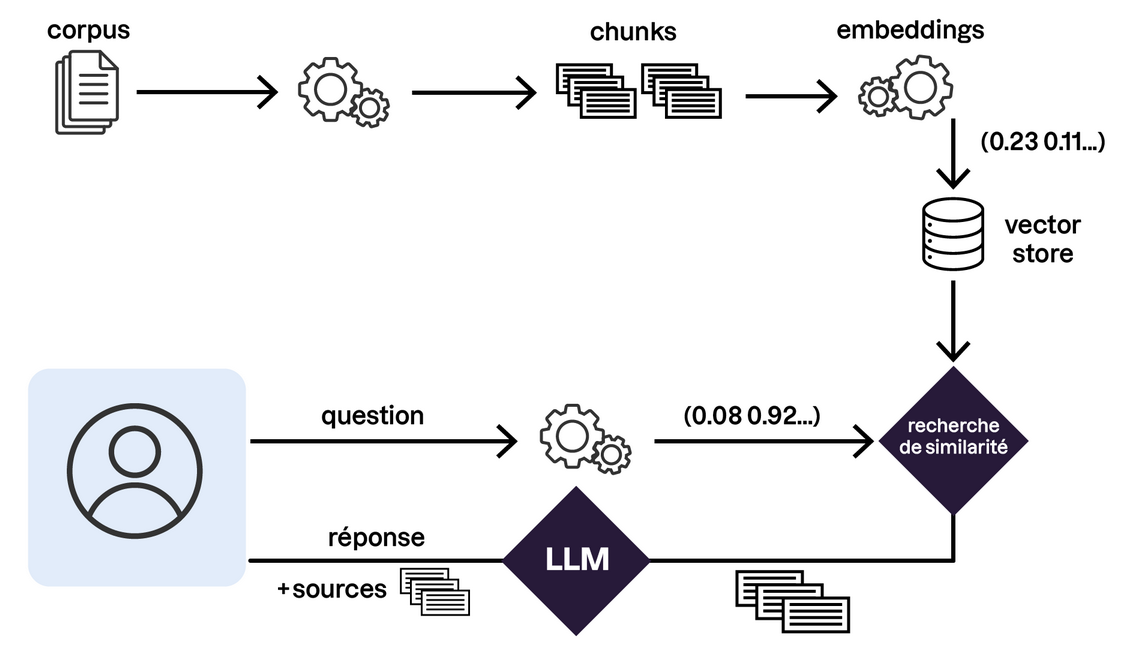 corpus
chunks
embeddings
(0.23 0.11...)
vector
store
question
(0.08 0.92...)
recherche
de similarité
réponse
LLM
+sources